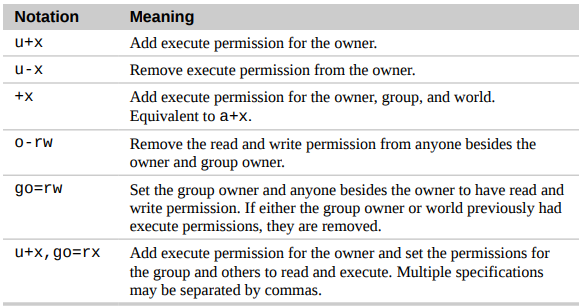 Notation Meaning
u+x Add execute permission for the owner.
u-x Remove execute permission from the owner.
+x Add execute permission for the owner, group, and world.
Equivalent to a+x.
o-rw Remove the read and write permission from anyone besides the
owner and group owner.
go=rw Set the group owner and anyone besides the owner to have read and
write permission. If either the group owner or world previously had
execute permissions, they are removed.
u+x,go=rx Add execute permission for the owner and set the permissions for
the group and others to read and execute. Multiple specifications
may be separated by commas.